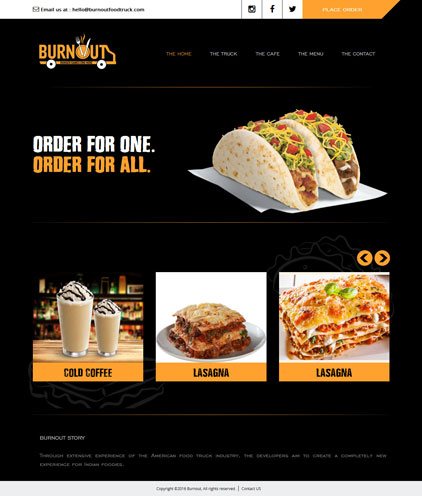 Email us at : hello@burnoutfoodtruck.com
PLACE ORDER
BURNOUT
THE HOME THE TRUCK THE CAFE THE MENU THE CONTACT
ORDER FOR ONE.
ORDER FOR ALL.
COLD COFFEE LASAGNA LASAGNA
BURNOUT STORY
Through extensive experience of the American food truck industry, the developers aim to create a completely new
experience for Indian foodies.
Copyright ©2016 Burnout, All rights reserved. | Contact US